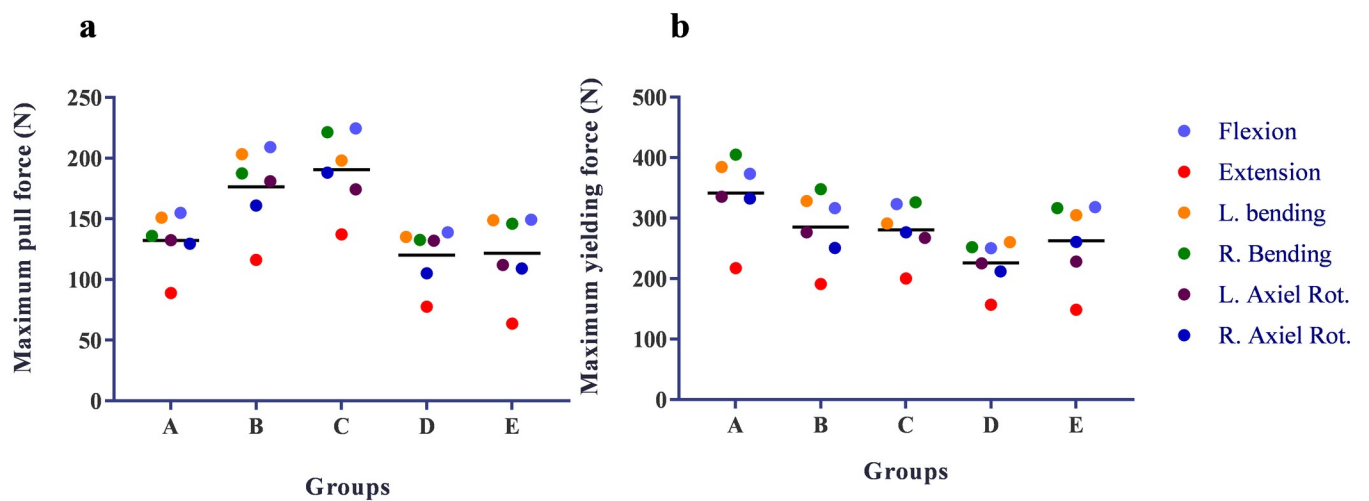 a
Maximum pull force (N)
250
200
150
100
50
0
A B C D E
Groups
b
Maximum yielding force (N)
500
400
300
200
100
0
A B C D E
Groups
Flexion
Extension
L. bending
R. Bending
L. Axiel Rot.
R. Axiel Rot.